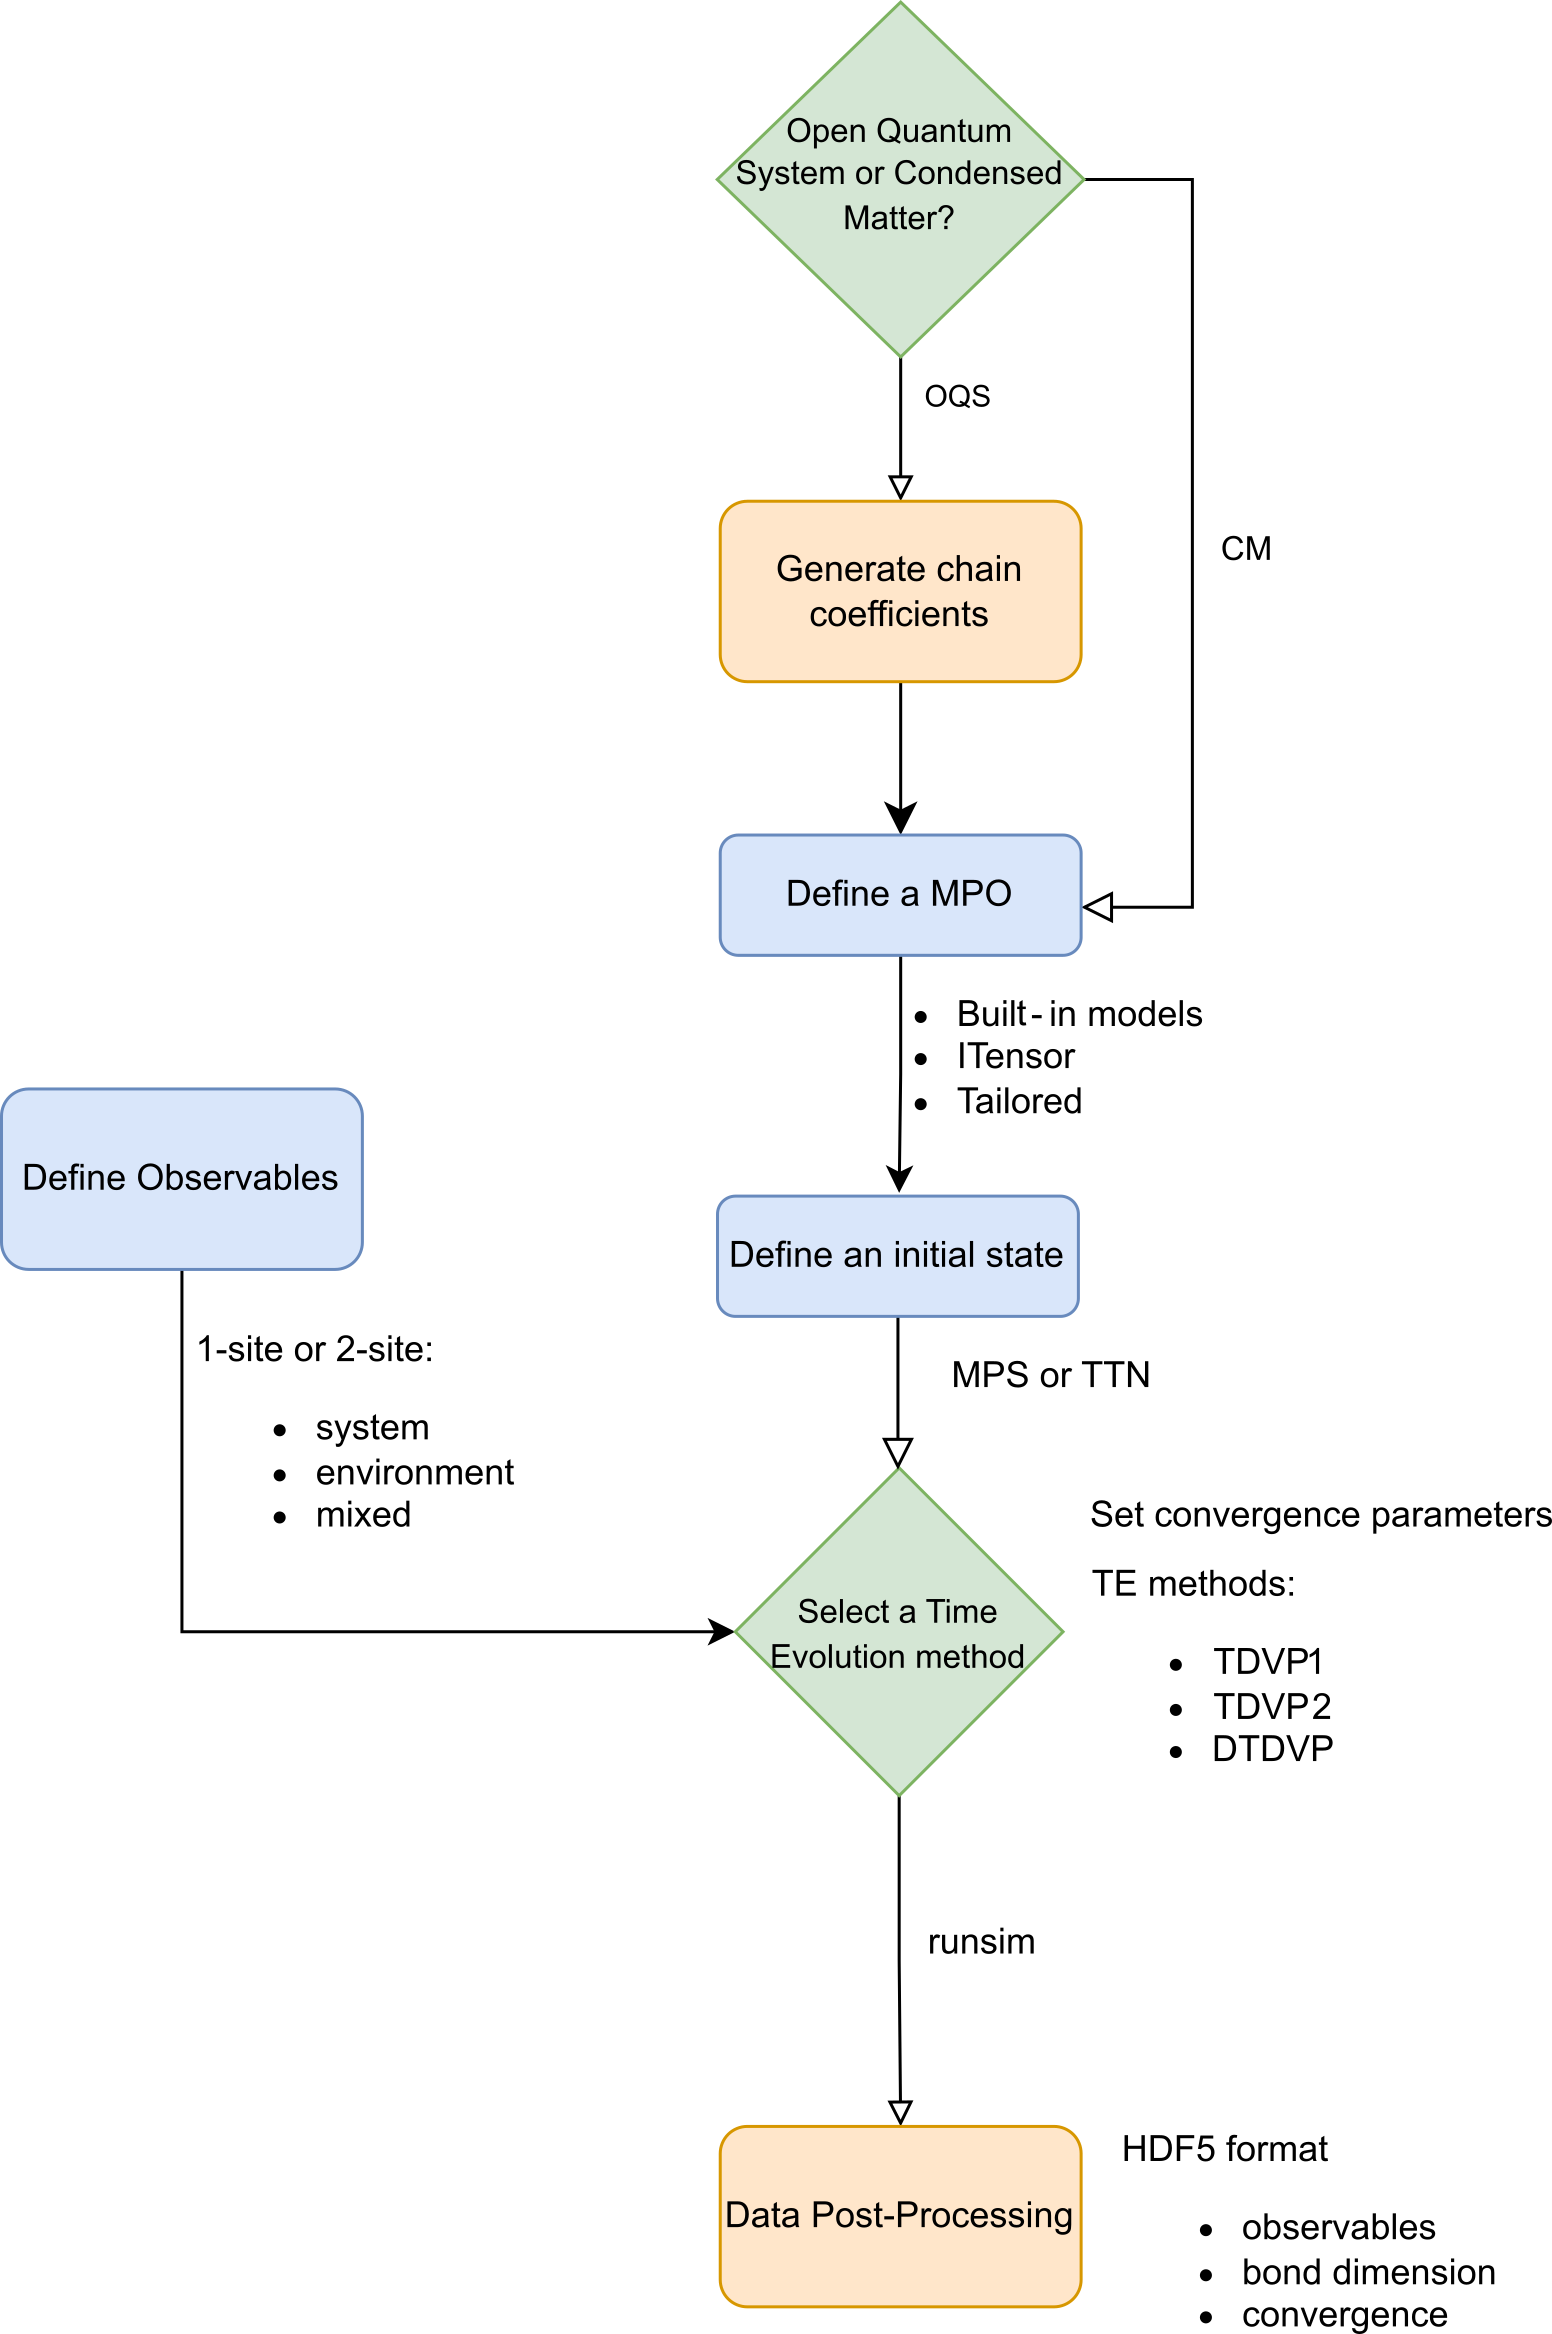 Open Quantum
System or Condensed
Matter?
OQS
CM
Generate chain
coefficients
Define a MPO
• Built-in models
• ITensor
• Tailored
Define Observables
Define an initial state
1-site or 2-site:
• system
• environment
• mixed
MPS or TTN
Select a Time
Evolution method
Set convergence parameters
TE methods:
• TDVP1
• TDVP2
• DTDVP
runsim
Data Post-Processing
HDF5 format
• observables
• bond dimension
• convergence